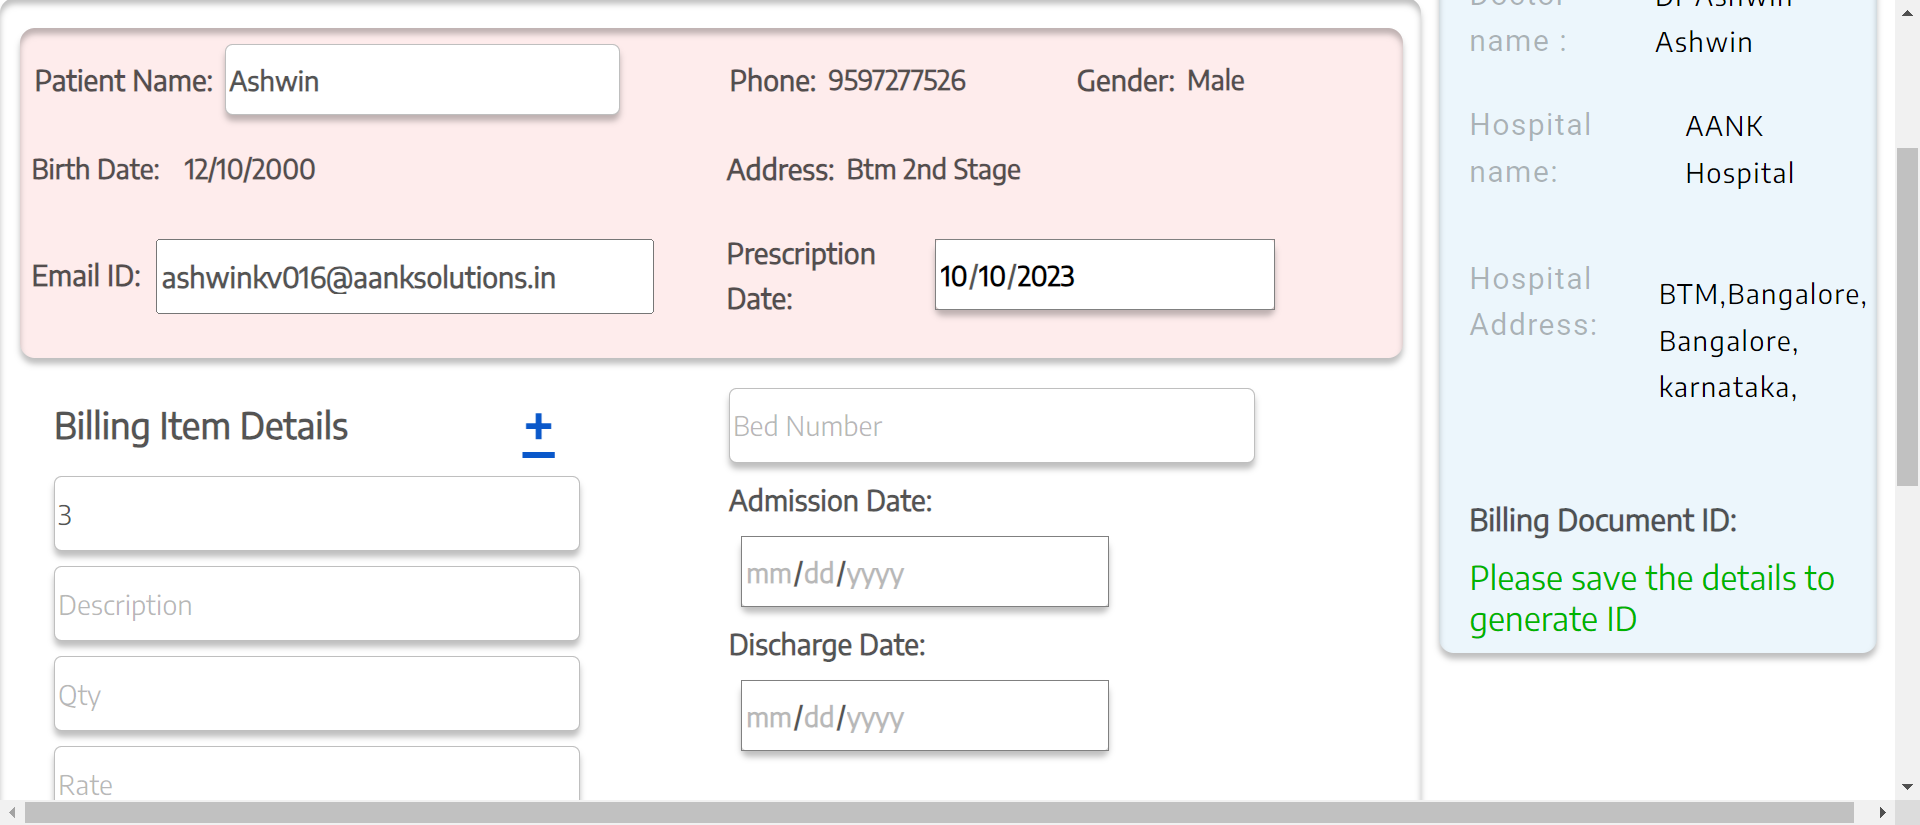 Patient Name: Ashwin Phone: 9597277526 Gender: Male
Birth Date: 12/10/2000 Address: Btm 2nd Stage
Email ID: ashwinkv016@aanksolutions.in Prescription Date: 10/10/2023
Billing Item Details +
3
Description
Qty
Rate
Bed Number
Admission Date:
mm/dd/yyyy
Discharge Date:
mm/dd/yyyy
Doctor Dr Ashwin
name : Ashwin
Hospital AANK
name: Hospital
Hospital BTM,Bangalore,
Address: Bangalore,
karnataka,
Billing Document ID:
Please save the details to
generate ID